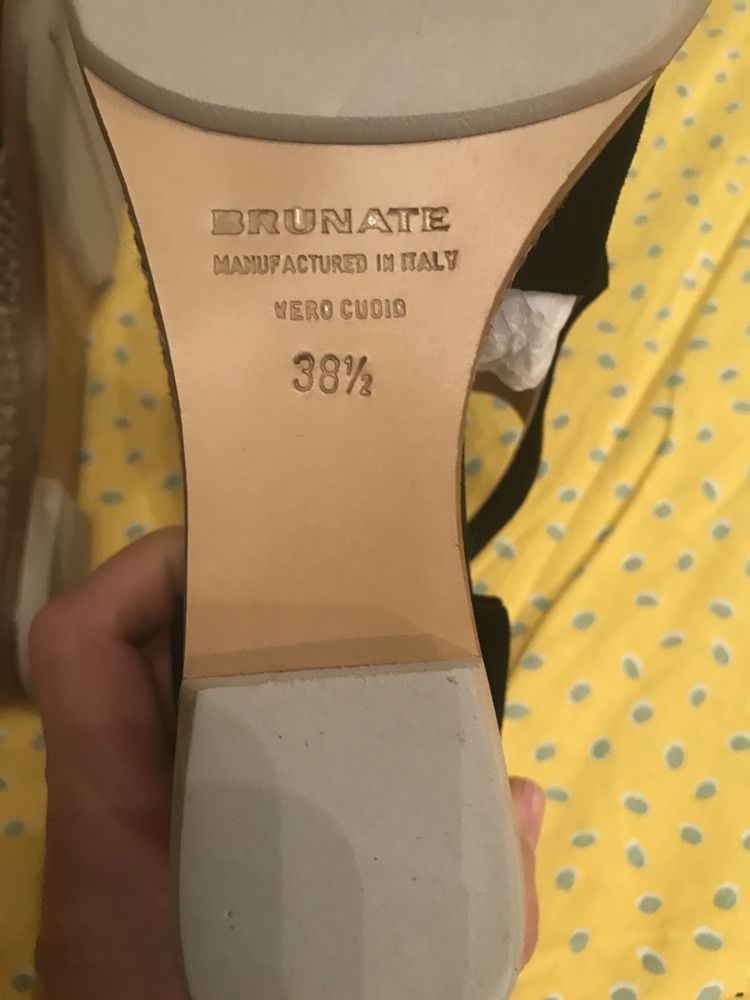 BRUNATE
MANUFACTURED IN ITALY
VERO CUOIO
38½